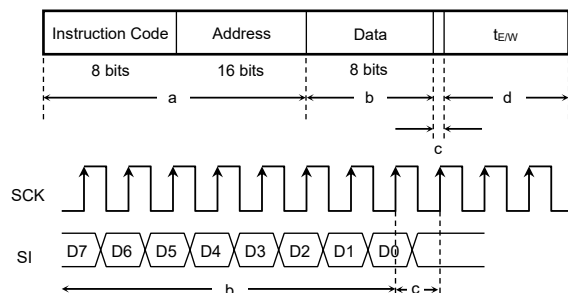 Instruction Code Address Data tE/W
8 bits 16 bits 8 bits
a b d
c
SCK
SI D7 D6 D5 D4 D3 D2 D1 D0
b c